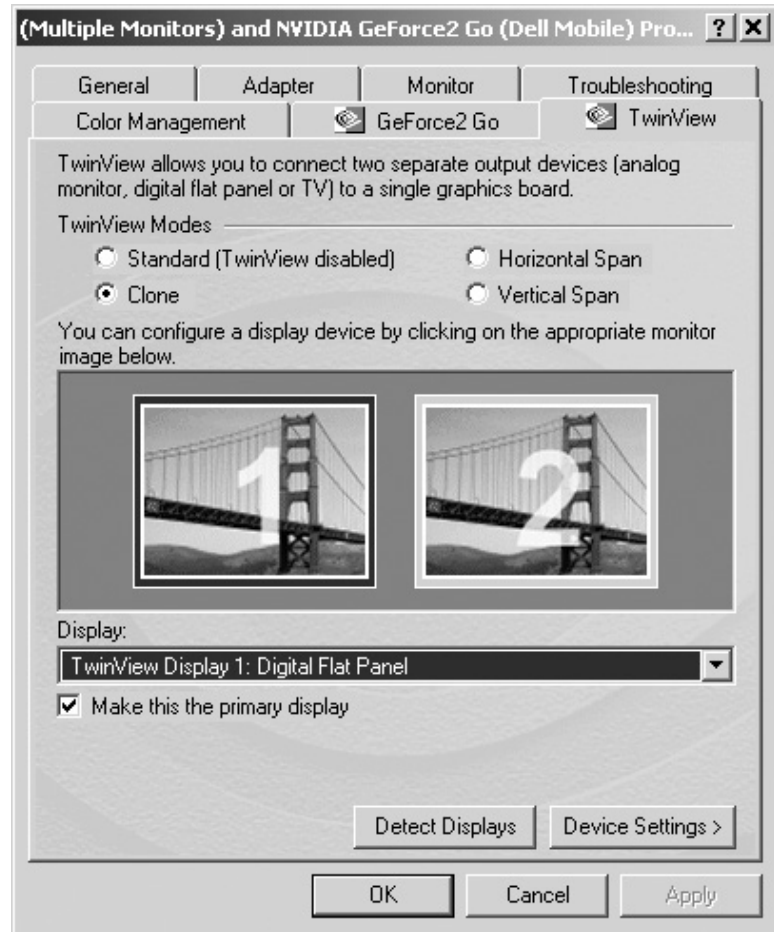 (Multiple Monitors) and NVIDIA GeForce2 Go (Dell Mobile) Pro...
General
Adapter
Monitor
Troubleshooting
Color Management
GeForce2 Go
TwinView
TwinView allows you to connect two separate output devices (analog
monitor, digital flat panel or TV) to a single graphics board.
TwinView Modes
Standard (TwinView disabled)
Horizontal Span
Clone
Vertical Span
You can configure a display device by clicking on the appropriate monitor
image below.
1
2
Display:
TwinView Display 1: Digital Flat Panel
Make this the primary display
Detect Displays
Device Settings >
OK
Cancel
Apply